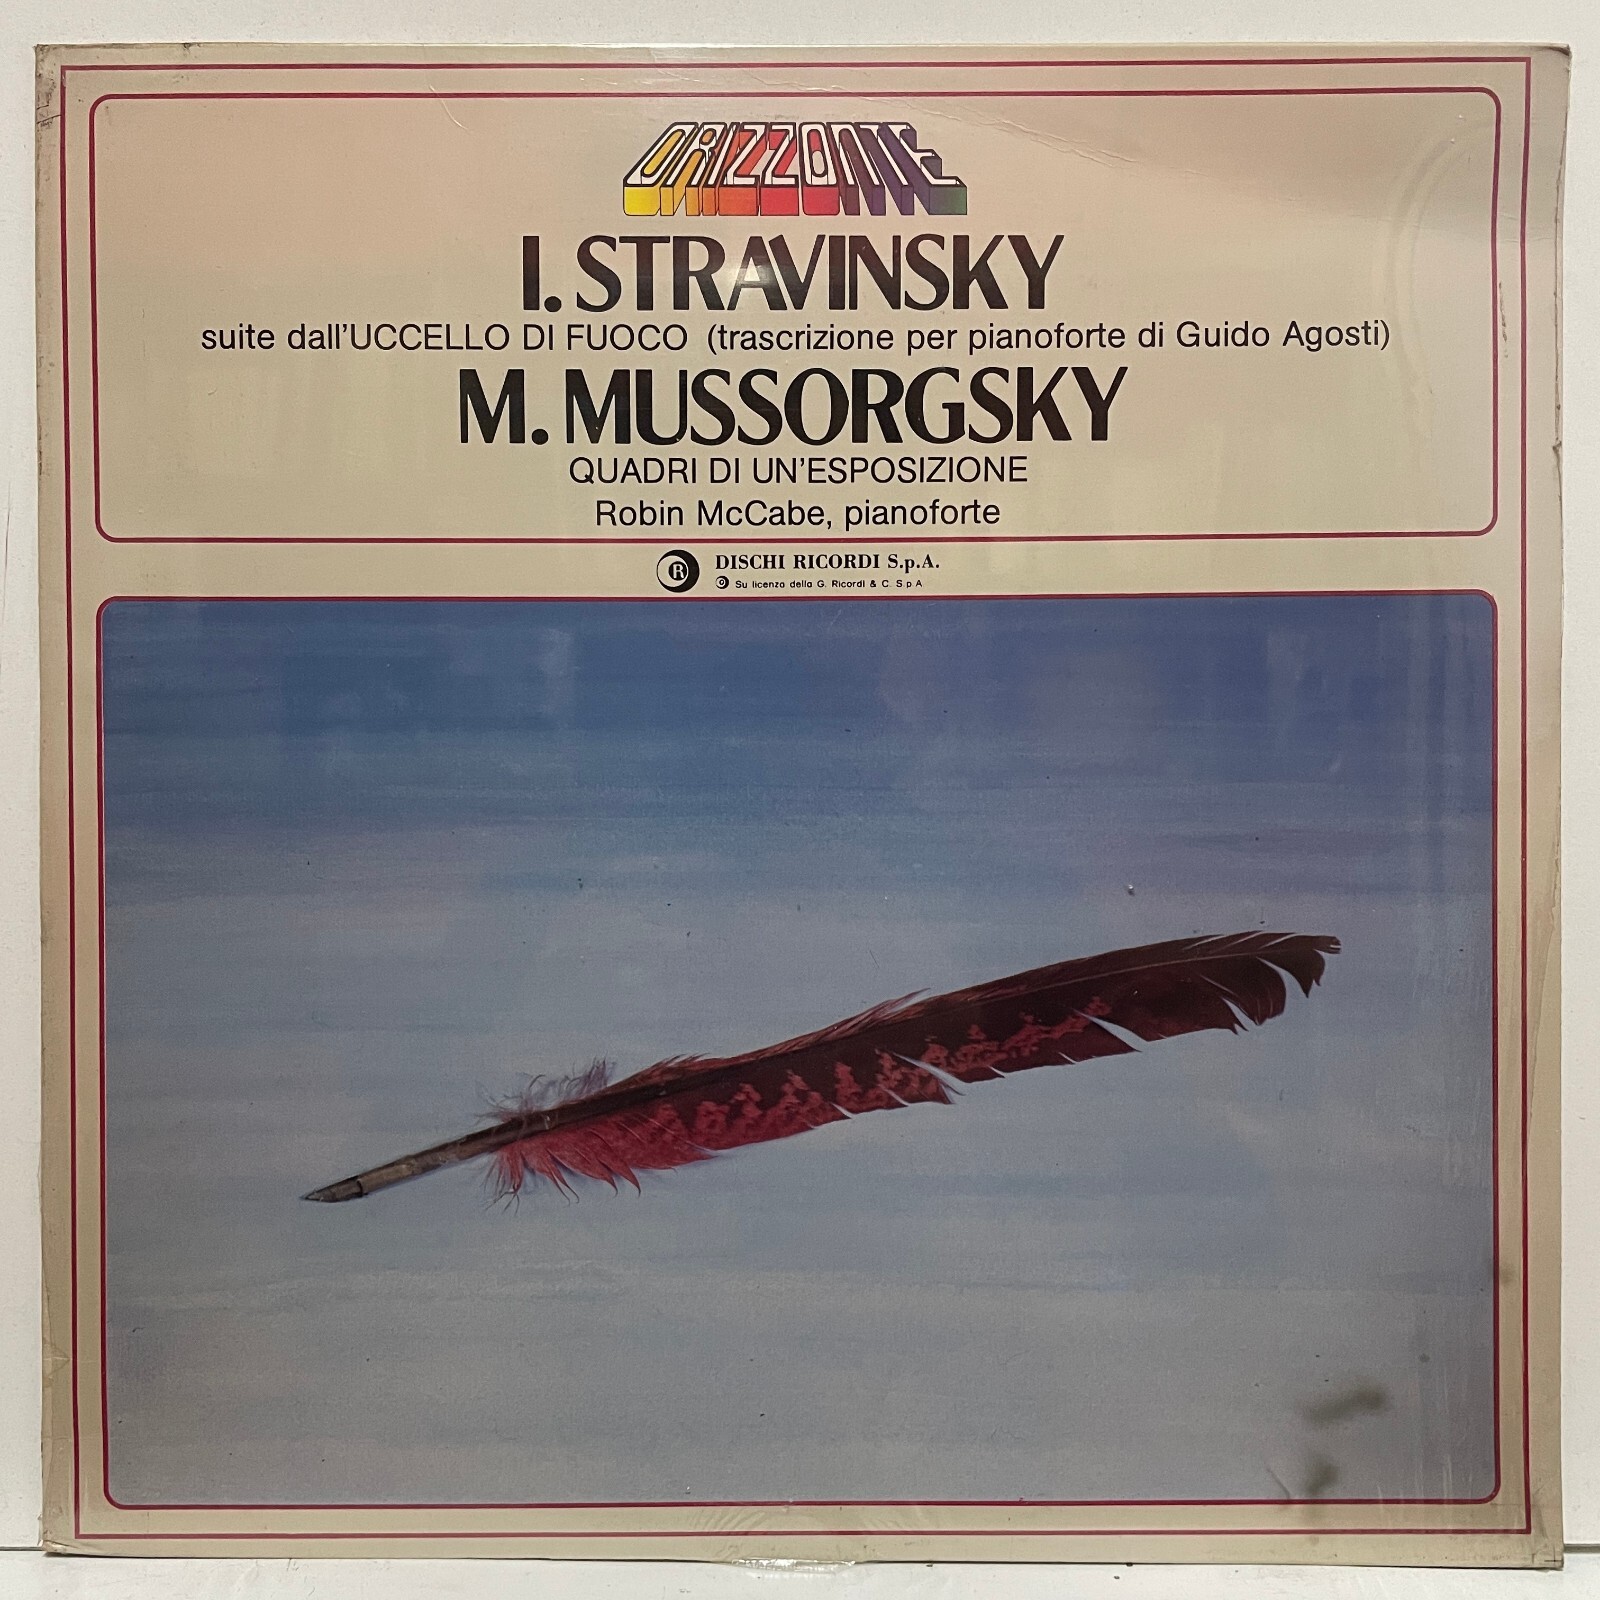 ORIZZONTE
I. STRAVINSKY
suite dall'UCCELLO DI FUOCO (trascrizione per pianoforte di Guido Agosti)
M. MUSSORGSKY
QUADRI DI UN'ESPOSIZIONE
Robin McCabe, pianoforte
R DISCHI RICORDI S.p.A.
Su licenza della G. Ricordi & C. S.p.A